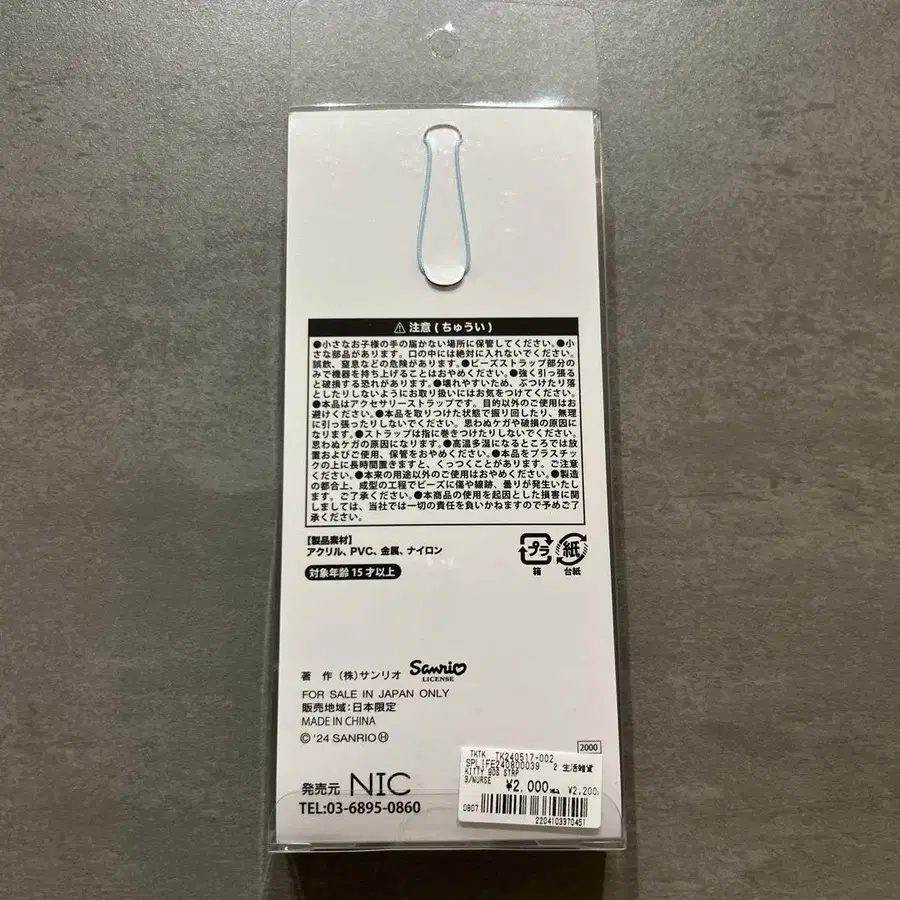 ⚠ 注意 ( ちゅうい )
●小さなお子様の手の届かない場所に保管してください。●小
さな部品があります。口の中には絶対に入れないでください。
誤飲、窒息などの危険があります。●ビーズストラップ部分の
みで機器を持ち上げることはおやめください。●強く引っ張る
と破損する恐れがあります。●壊れやすいため、ぶつけたり落
としたりしないようにお取り扱いにはお気をつけてください。
●本品はアクセサリーストラップです。目的以外のご使用はお
避けください。●本品を取りつけた状態で振り回したり、無理
に引っ張ったりしないでください。思わぬケガや破損の原因に
なります。●ストラップは指に巻きつけたりしないでください。
思わぬケガの原因になります。●高温多湿になるところでは放
置およびご使用、保管をおやめください。●本品をプラスチック
の上に長時間置きますと、くっつくことがあります。ご注意
ください。●本来の用途以外のご使用はおやめください。●製造
の都合上、成型の工程でビーズに傷や線跡、曇りが発生いたし
ます。ご了承ください。●本商品の使用を起因とした損害に関
しましては、当社では一切の責任を負いかねますので予めご了
承ください。
【製品素材】
アクリル、PVC、金属、ナイロン
対象年齢 15 才以上
プラ 紙
箱 台紙
著 作 (株) サンリオ Sanrio
LICENSE
FOR SALE IN JAPAN ONLY
販売地域：日本限定
MADE IN CHINA
© '24 SANRIO Ⓗ
2000
発売元 NIC
TEL:03-6895-0860
TKTK TK240517-002
SPLIFE240800039 2 生活雑貨
KITTY BDS STRP
3/NURSE ¥2,000税込 ¥2,200
DB07
2204103370451